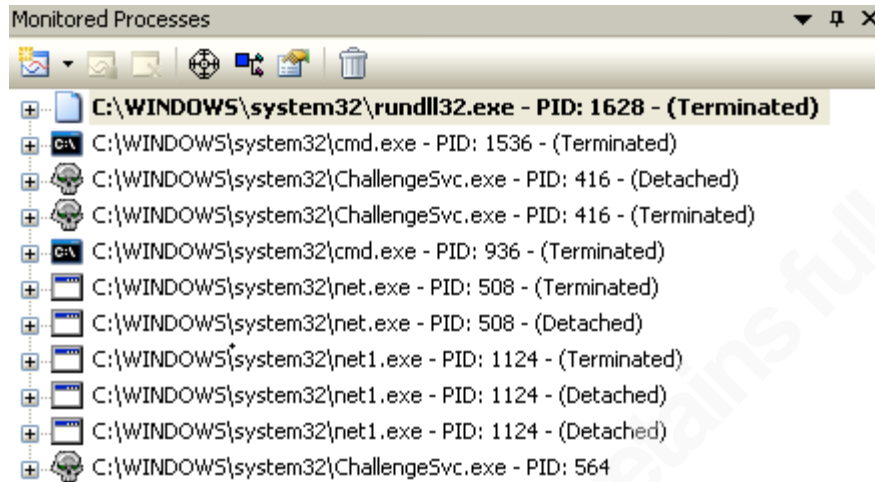 Monitored Processes
C:\WINDOWS\system32\rundll32.exe - PID: 1628 - (Terminated)
C:\WINDOWS\system32\cmd.exe - PID: 1536 - (Terminated)
C:\WINDOWS\system32\ChallengeSvc.exe - PID: 416 - (Detached)
C:\WINDOWS\system32\ChallengeSvc.exe - PID: 416 - (Terminated)
C:\WINDOWS\system32\cmd.exe - PID: 936 - (Terminated)
C:\WINDOWS\system32\net.exe - PID: 508 - (Terminated)
C:\WINDOWS\system32\net.exe - PID: 508 - (Detached)
C:\WINDOWS\system32\net1.exe - PID: 1124 - (Terminated)
C:\WINDOWS\system32\net1.exe - PID: 1124 - (Detached)
C:\WINDOWS\system32\net1.exe - PID: 1124 - (Detached)
C:\WINDOWS\system32\ChallengeSvc.exe - PID: 564